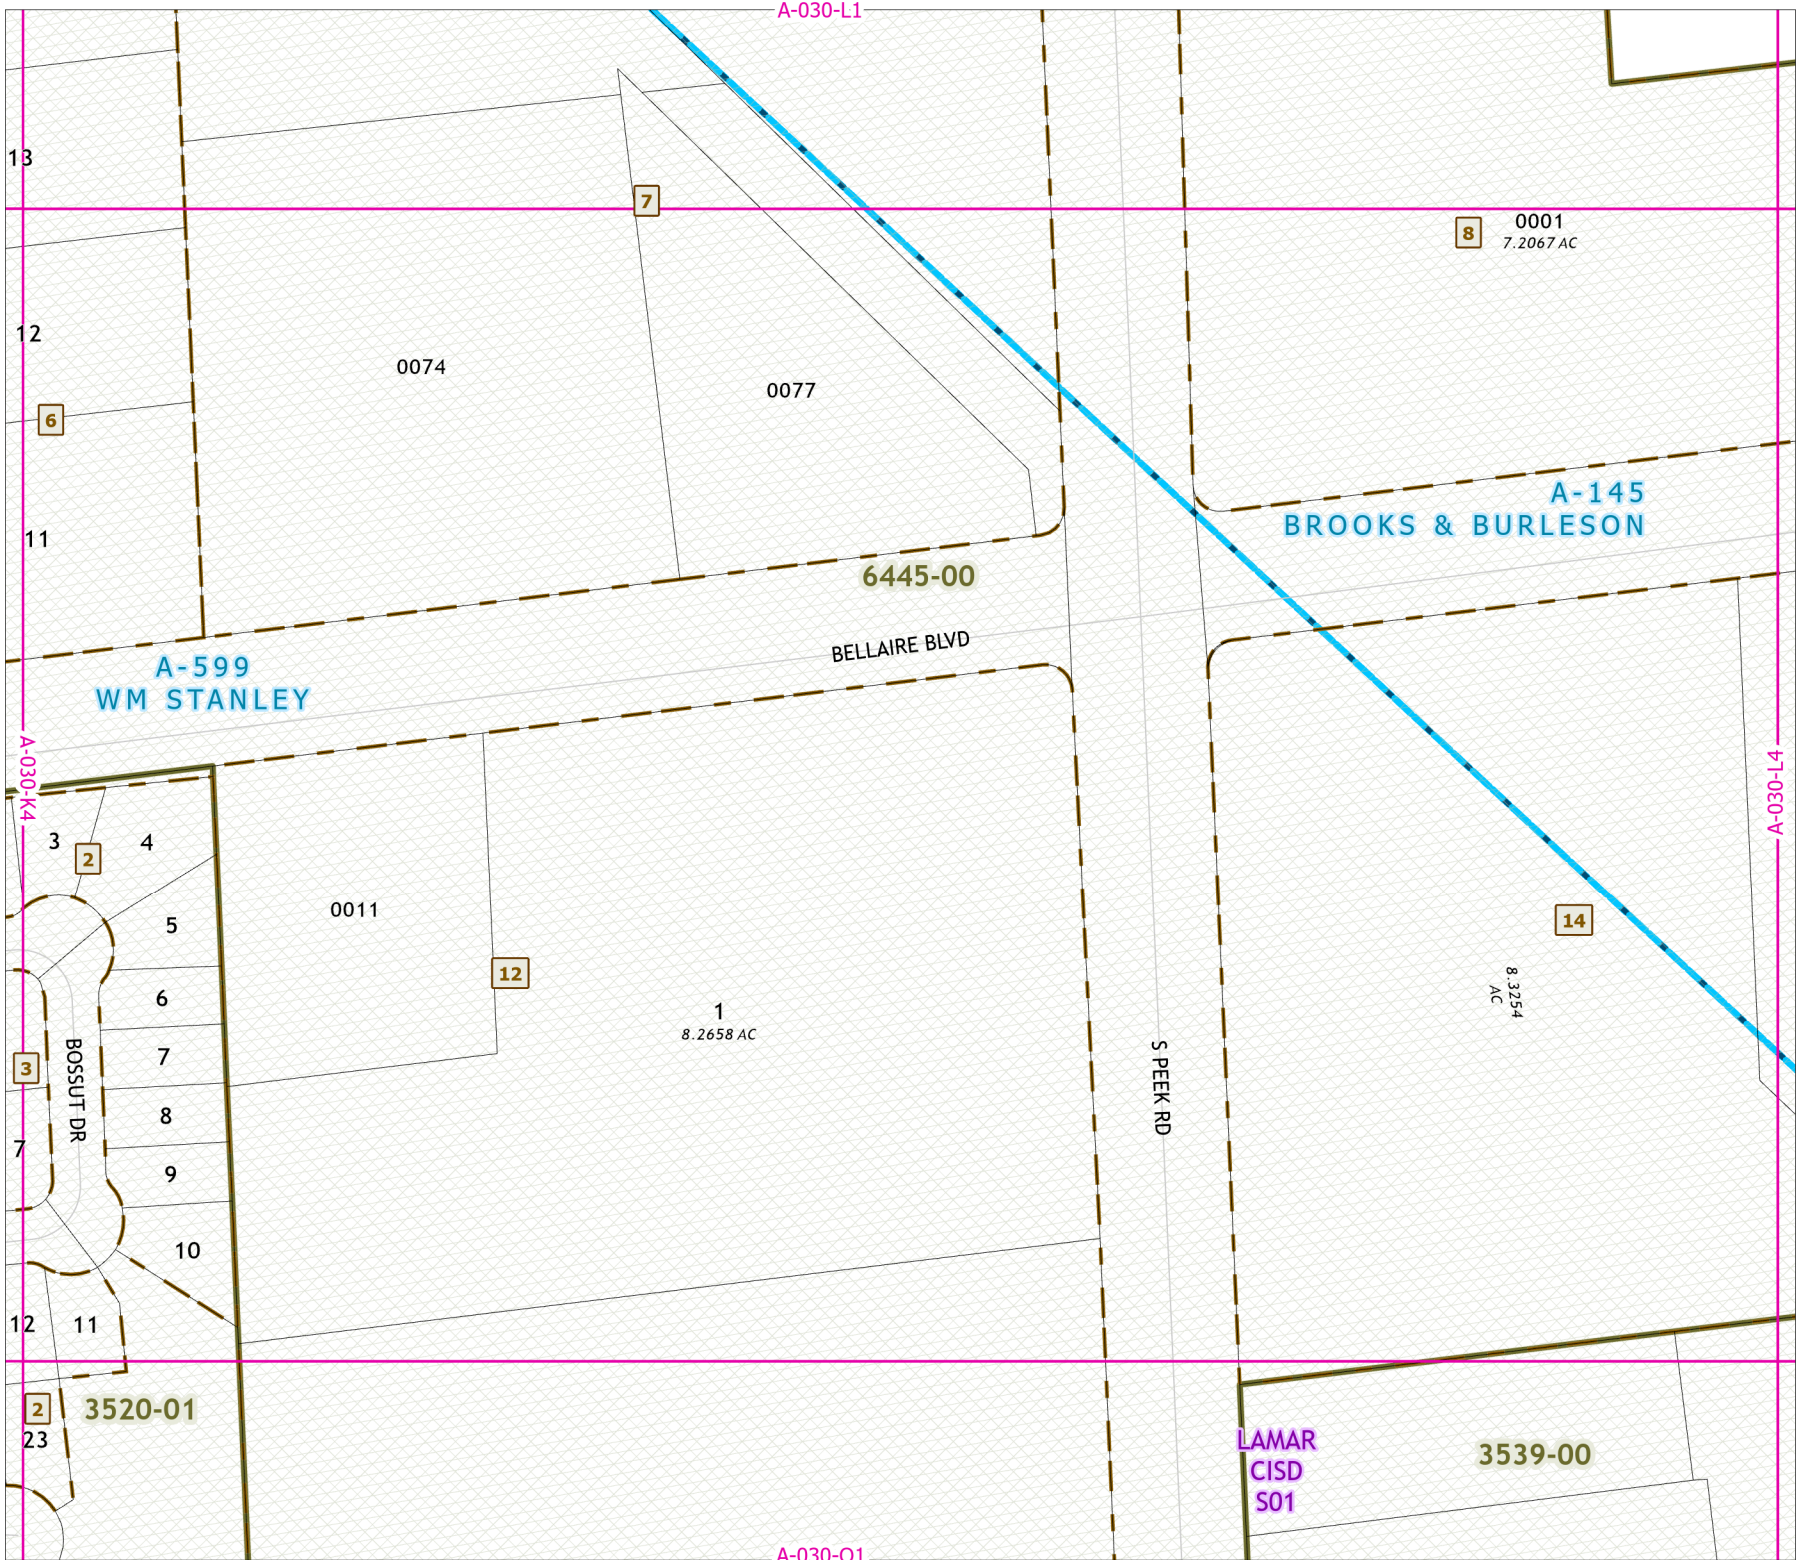 A-030-L1
13
7
8
0001
7.2067 AC
12
0074
0077
6
A-145
BROOKS & BURLESON
11
6445-00
BELLAIRE BLVD
A-599
WM STANLEY
A-030-K4
A-030-L4
3
2
4
0011
5
14
12
6
8.3254
AC
1
8.2658 AC
BOSSUT DR
S PEEK RD
7
3
8
7
9
10
12
11
2
3520-01
23
LAMAR
CISD
S01
3539-00
A-030-O1